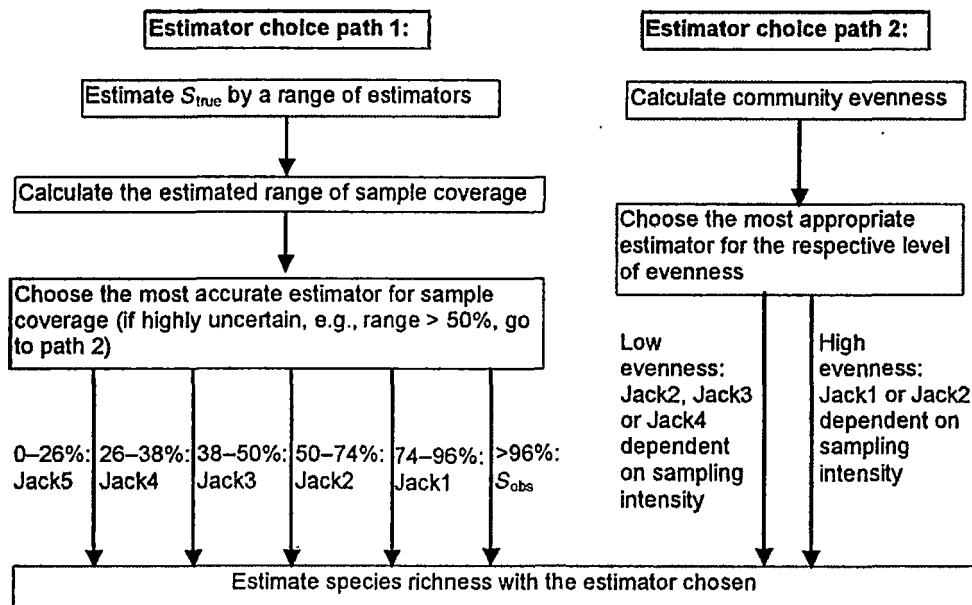 Estimator choice path 1:
Estimate Strue by a range of estimators
Calculate the estimated range of sample coverage
Choose the most accurate estimator for sample
coverage (if highly uncertain, e.g., range > 50%, go
to path 2)
0–26%:
Jack5
26–38%:
Jack4
38–50%:
Jack3
50–74%:
Jack2
74–96%:
Jack1
>96%:
Sobs
Estimator choice path 2:
Calculate community evenness
Choose the most appropriate
estimator for the respective level
of evenness
Low
evenness:
Jack2, Jack3
or Jack4
dependent
on sampling
intensity
High
evenness:
Jack1 or Jack2
dependent on
sampling
intensity
Estimate species richness with the estimator chosen